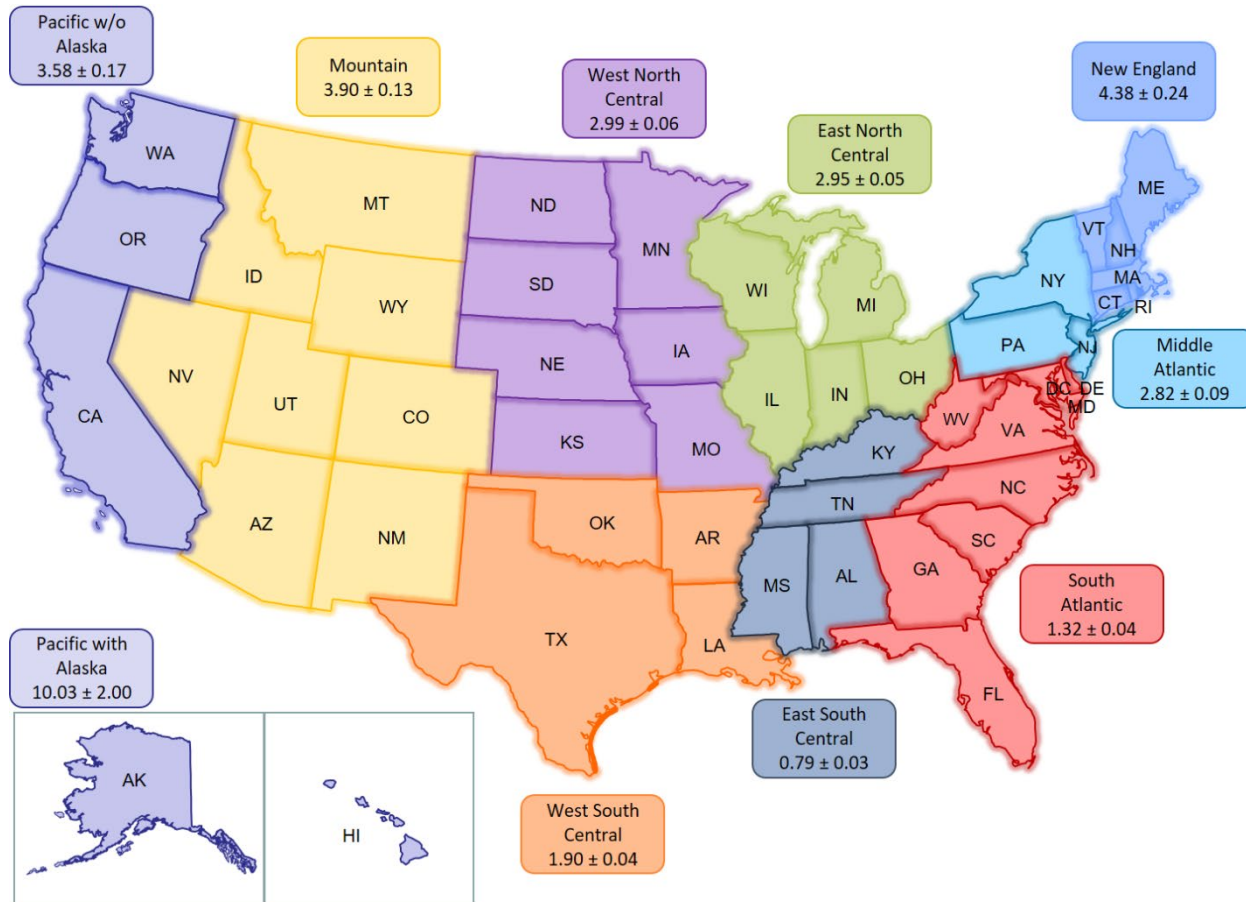 Pacific w/o
Alaska
3.58 ± 0.17
Mountain
3.90 ± 0.13
West North
Central
2.99 ± 0.06
East North
Central
2.95 ± 0.05
New England
4.38 ± 0.24
WA
OR
CA
MT
ID
WY
NV
UT
CO
AZ
NM
ND
SD
NE
KS
MN
IA
MO
WI
MI
IL
IN
OH
ME
VT
NH
MA
CT
RI
NY
PA
NJ
Middle
Atlantic
2.82 ± 0.09
DC
DE
MD
WV
VA
KY
TN
NC
SC
GA
MS
AL
OK
AR
TX
LA
FL
South
Atlantic
1.32 ± 0.04
Pacific with
Alaska
10.03 ± 2.00
East South
Central
0.79 ± 0.03
AK
HI
West South
Central
1.90 ± 0.04